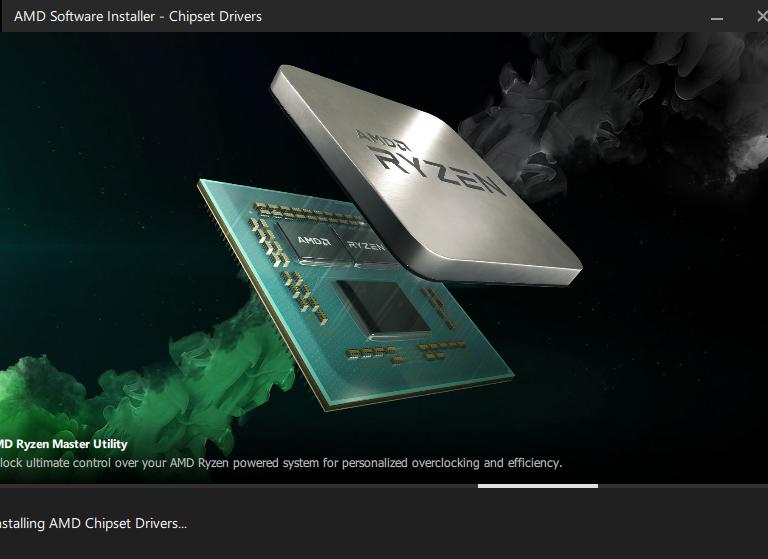 AMD Software Installer - Chipset Drivers
AMD
RYZEN
AMD
RYZEN
MD Ryzen Master Utility
lock ultimate control over your AMD Ryzen powered system for personalized overclocking and efficiency.
nstalling AMD Chipset Drivers...